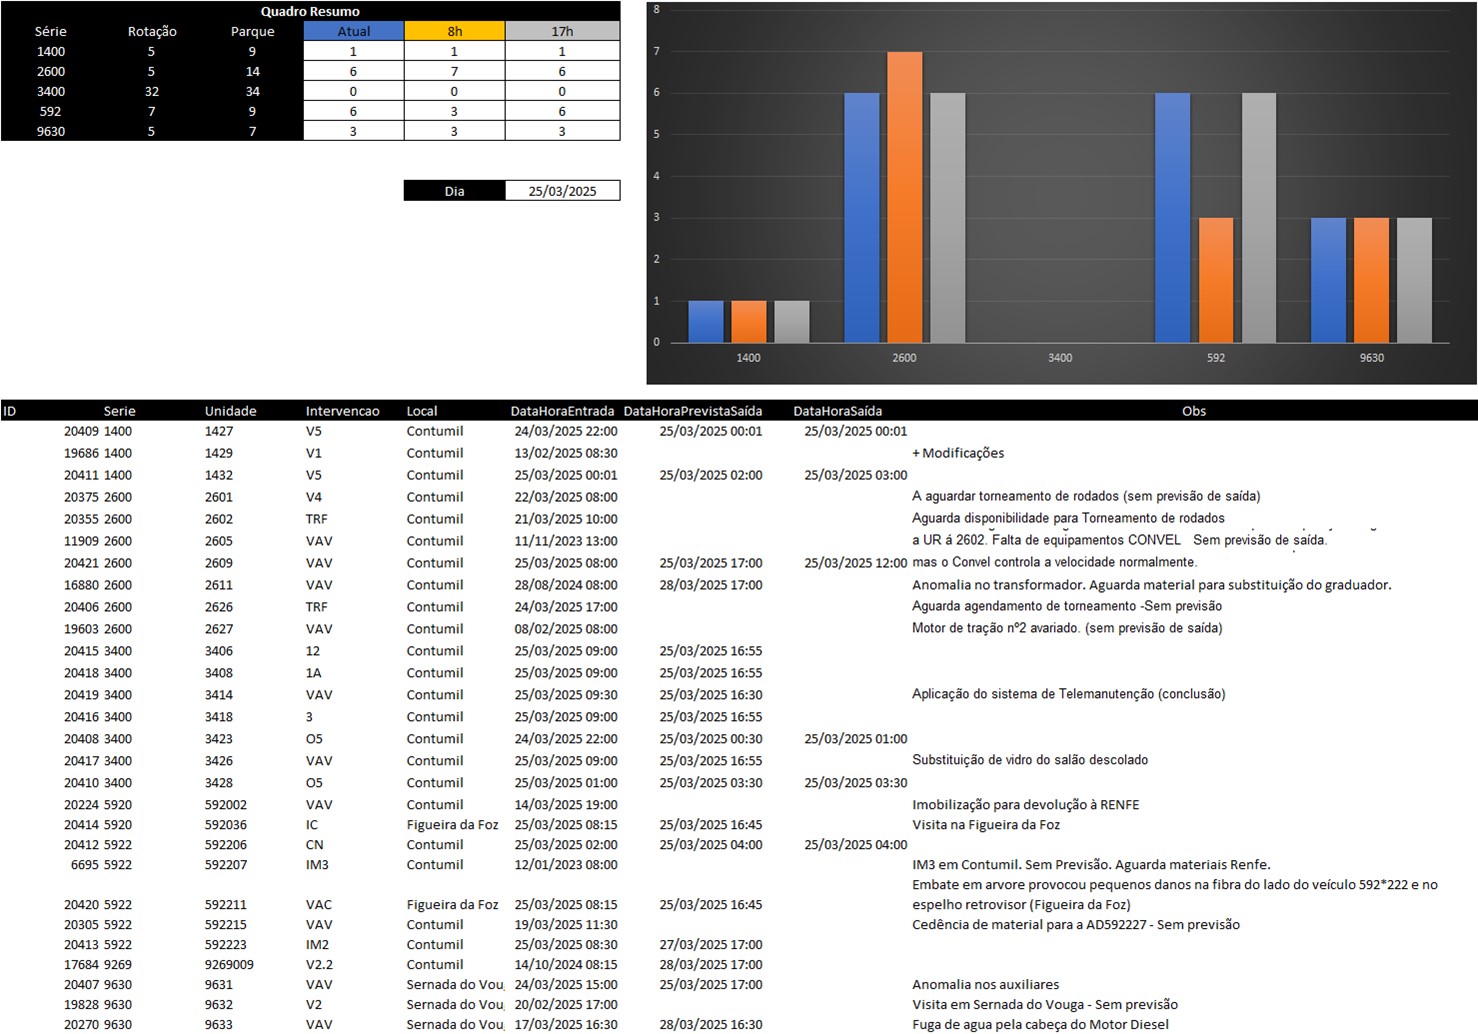 Quadro Resumo
Série Rotação Parque Atual 8h 17h
1400 5 9 1 1 1
2600 5 14 6 7 6
3400 32 34 0 0 0
592 7 9 6 3 6
9630 5 7 3 3 3
Dia 25/03/2025
8
7
6
5
4
3
2
1
0
1400 2600 3400 592 9630
ID Serie Unidade Intervencao Local DataHoraEntrada DataHoraPrevistaSaída DataHoraSaída Obs
20409 1400 1427 V5 Contumil 24/03/2025 22:00 25/03/2025 00:01 25/03/2025 00:01
19686 1400 1429 V1 Contumil 13/02/2025 08:30 + Modificações
20411 1400 1432 V5 Contumil 25/03/2025 00:01 25/03/2025 02:00 25/03/2025 03:00
20375 2600 2601 V4 Contumil 22/03/2025 08:00 A aguardar torneamento de rodados (sem previsão de saída)
20355 2600 2602 TRF Contumil 21/03/2025 10:00 Aguarda disponibilidade para Torneamento de rodados
11909 2600 2605 VAV Contumil 11/11/2023 13:00 a UR á 2602. Falta de equipamentos CONVEL Sem previsão de saída.
20421 2600 2609 VAV Contumil 25/03/2025 08:00 25/03/2025 17:00 25/03/2025 12:00 mas o Convel controla a velocidade normalmente.
16880 2600 2611 VAV Contumil 28/08/2024 08:00 28/03/2025 17:00 Anomalia no transformador. Aguarda material para substituição do graduador.
20406 2600 2626 TRF Contumil 24/03/2025 17:00 Aguarda agendamento de torneamento -Sem previsão
19603 2600 2627 VAV Contumil 08/02/2025 08:00 Motor de tração nº2 avariado. (sem previsão de saída)
20415 3400 3406 12 Contumil 25/03/2025 09:00 25/03/2025 16:55
20418 3400 3408 1A Contumil 25/03/2025 09:00 25/03/2025 16:55
20419 3400 3414 VAV Contumil 25/03/2025 09:30 25/03/2025 16:30 Aplicação do sistema de Telemanutenção (conclusão)
20416 3400 3418 3 Contumil 25/03/2025 09:00 25/03/2025 16:55
20408 3400 3423 O5 Contumil 24/03/2025 22:00 25/03/2025 00:30 25/03/2025 01:00
20417 3400 3426 VAV Contumil 25/03/2025 09:00 25/03/2025 16:55 Substituição de vidro do salão descolado
20410 3400 3428 O5 Contumil 25/03/2025 01:00 25/03/2025 03:30 25/03/2025 03:30
20224 5920 592002 VAV Contumil 14/03/2025 19:00 Imobilização para devolução à RENFE
20414 5920 592036 IC Figueira da Foz 25/03/2025 08:15 25/03/2025 16:45 Visita na Figueira da Foz
20412 5922 592206 CN Contumil 25/03/2025 02:00 25/03/2025 04:00 25/03/2025 04:00
6695 5922 592207 IM3 Contumil 12/01/2023 08:00 IM3 em Contumil. Sem Previsão. Aguarda materiais Renfe.
Embate em arvore provocou pequenos danos na fibra do lado do veículo 592*222 e no
20420 5922 592211 VAC Figueira da Foz 25/03/2025 08:15 25/03/2025 16:45 espelho retrovisor (Figueira da Foz)
20305 5922 592215 VAV Contumil 19/03/2025 11:30 Cedência de material para a AD592227 - Sem previsão
20413 5922 592223 IM2 Contumil 25/03/2025 08:30 27/03/2025 17:00
17684 9269 9269009 V2.2 Contumil 14/10/2024 08:15 28/03/2025 17:00
20407 9630 9631 VAV Sernada do Vou 24/03/2025 15:00 25/03/2025 17:00 Anomalia nos auxiliares
19828 9630 9632 V2 Sernada do Vou 20/02/2025 17:00 Visita em Sernada do Vouga - Sem previsão
20270 9630 9633 VAV Sernada do Vou 17/03/2025 16:30 28/03/2025 16:30 Fuga de agua pela cabeça do Motor Diesel